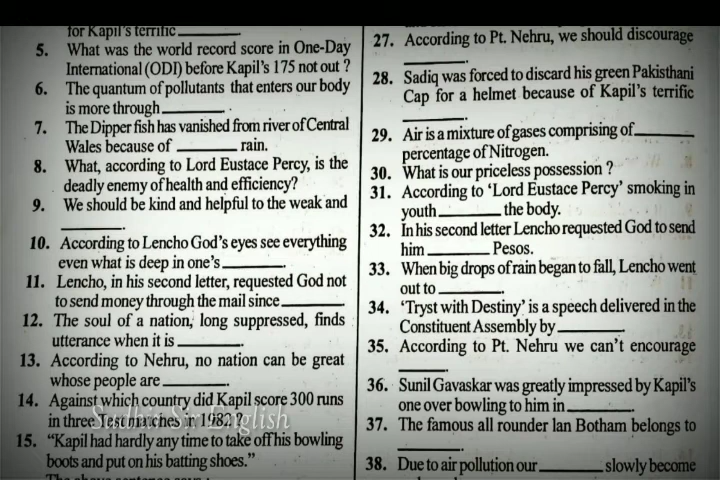 for Kapil's terrific ________.
5. What was the world record score in One-Day
International (ODI) before Kapil's 175 not out ?
6. The quantum of pollutants that enters our body
is more through ________.
7. The Dipper fish has vanished from river of Central
Wales because of ________ rain.
8. What, according to Lord Eustace Percy, is the
deadly enemy of health and efficiency?
9. We should be kind and helpful to the weak and
________.
10. According to Lencho God's eyes see everything
even what is deep in one's ________.
11. Lencho, in his second letter, requested God not
to send money through the mail since ________
12. The soul of a nation, long suppressed, finds
utterance when it is ________.
13. According to Nehru, no nation can be great
whose people are ________.
14. Against which country did Kapil score 300 runs
in three Test matches in 1982 ?
15. "Kapil had hardly any time to take off his bowling
boots and put on his batting shoes."
The above sentence says :
27. According to Pt. Nehru, we should discourage
________.
28. Sadiq was forced to discard his green Pakisthani
Cap for a helmet because of Kapil's terrific
________.
29. Air is a mixture of gases comprising of ________
percentage of Nitrogen.
30. What is our priceless possession ?
31. According to 'Lord Eustace Percy' smoking in
youth ________ the body.
32. In his second letter Lencho requested God to send
him ________ Pesos.
33. When big drops of rain began to fall, Lencho went
out to ________.
34. 'Tryst with Destiny' is a speech delivered in the
Constituent Assembly by ________.
35. According to Pt. Nehru we can't encourage
________.
36. Sunil Gavaskar was greatly impressed by Kapil's
one over bowling to him in ________.
37. The famous all rounder Ian Botham belongs to
________.
38. Due to air pollution our ________ slowly become
Sudhir Sir English